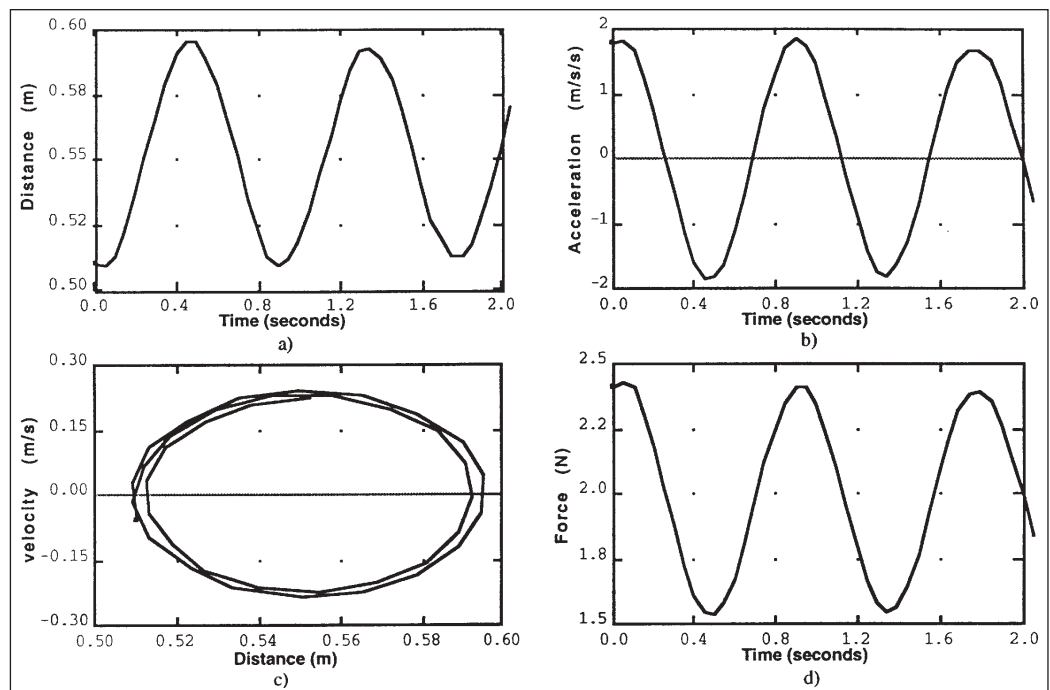 0.60
0.58
0.55
0.52
0.50
Distance (m)
0.0 0.4 0.8 1.2 1.6 2.0
Time (seconds)
a)
2
1
0
-1
-2
Acceleration (m/s/s)
0.0 0.4 0.8 1.2 1.6 2.0
Time (seconds)
b)
0.30
0.15
0.00
-0.15
-0.30
velocity (m/s)
0.50 0.52 0.54 0.56 0.58 0.60
Distance (m)
c)
2.5
2.2
2.0
1.8
1.5
Force (N)
0.0 0.4 0.8 1.2 1.6 2.0
Time (seconds)
d)